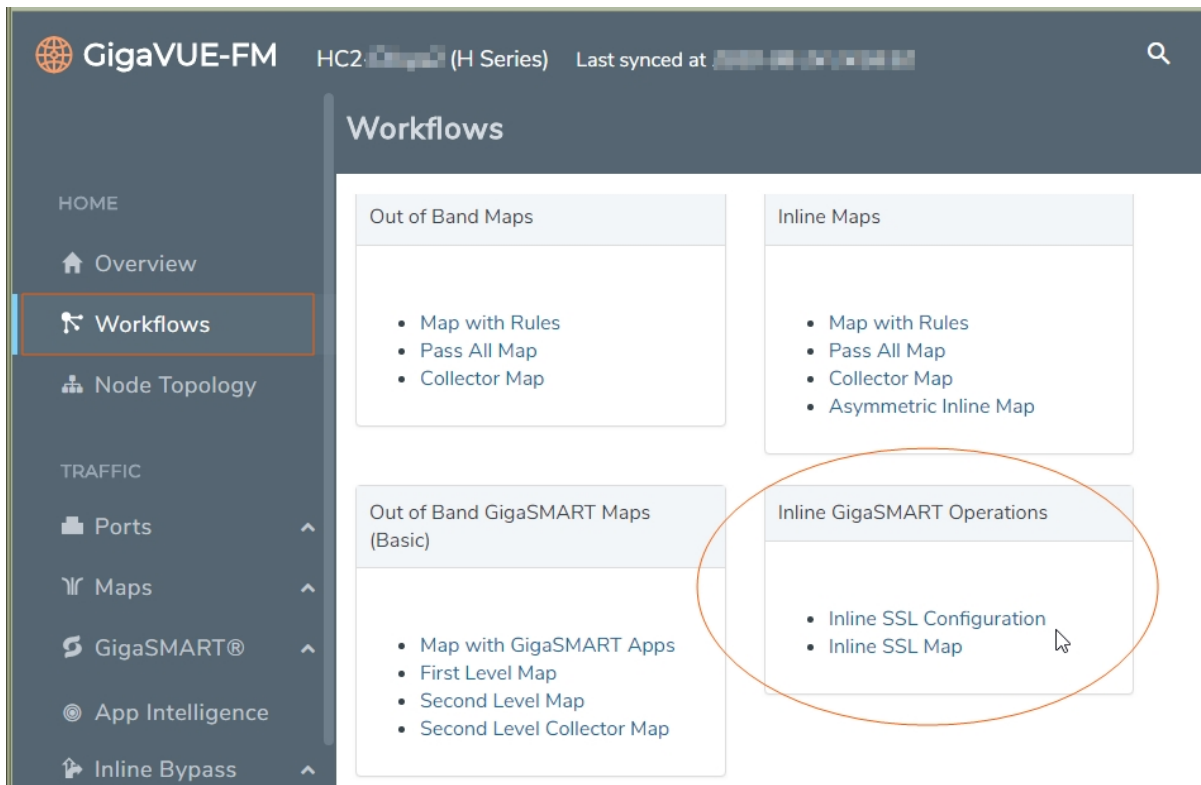 GigaVUE-FM
HC2- (H Series) Last synced at
Workflows
HOME
Overview
Workflows
Node Topology
TRAFFIC
Ports
Maps
GigaSMART®
App Intelligence
Inline Bypass
Out of Band Maps
• Map with Rules
• Pass All Map
• Collector Map
Inline Maps
• Map with Rules
• Pass All Map
• Collector Map
• Asymmetric Inline Map
Out of Band GigaSMART Maps
(Basic)
• Map with GigaSMART Apps
• First Level Map
• Second Level Map
• Second Level Collector Map
Inline GigaSMART Operations
• Inline SSL Configuration
• Inline SSL Map